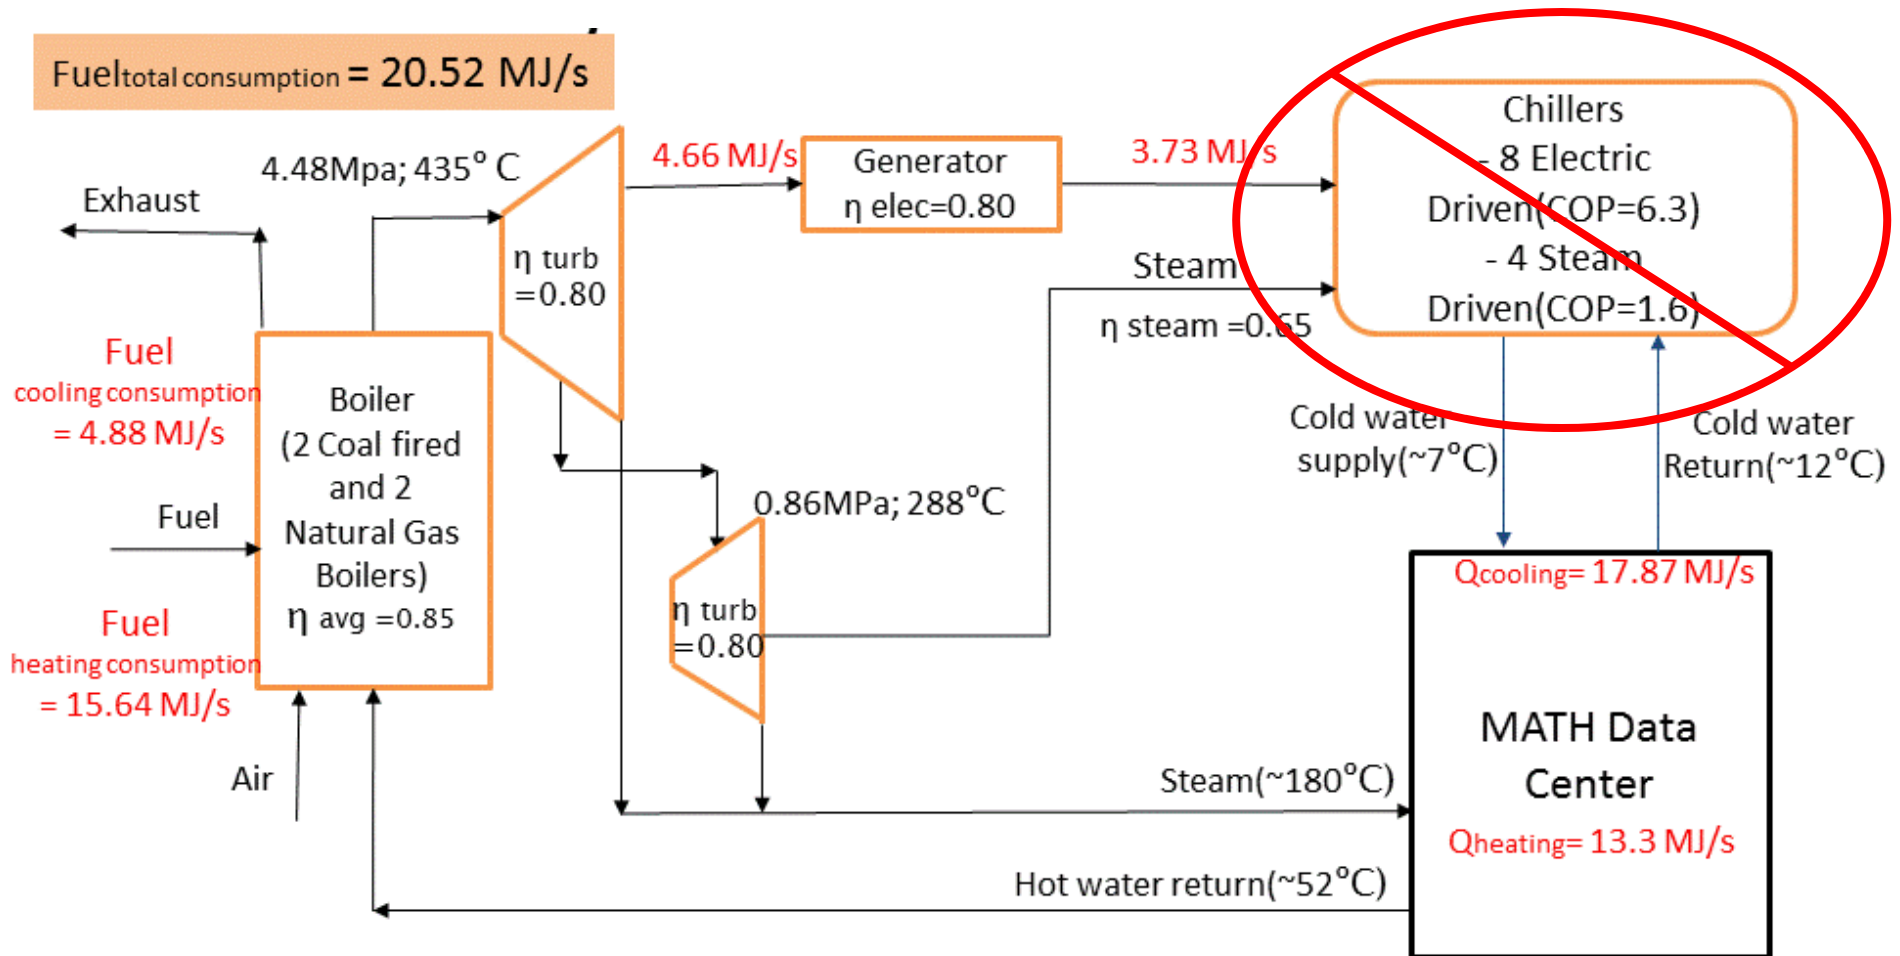 Fueltotal consumption = 20.52 MJ/s
4.48Mpa; 435° C
4.66 MJ/s
Generator
η elec=0.80
3.73 MJ/s
Chillers
- 8 Electric
Driven(COP=6.3)
- 4 Steam
Driven(COP=1.6)
Exhaust
η turb
=0.80
Steam
η steam =0.65
Fuel
cooling consumption
= 4.88 MJ/s
Boiler
(2 Coal fired
and 2
Natural Gas
Boilers)
η avg =0.85
Fuel
Fuel
heating consumption
= 15.64 MJ/s
Air
0.86MPa; 288°C
η turb
=0.80
Cold water
supply(~7°C)
Cold water
Return(~12°C)
Qcooling= 17.87 MJ/s
MATH Data
Center
Qheating= 13.3 MJ/s
Steam(~180°C)
Hot water return(~52°C)